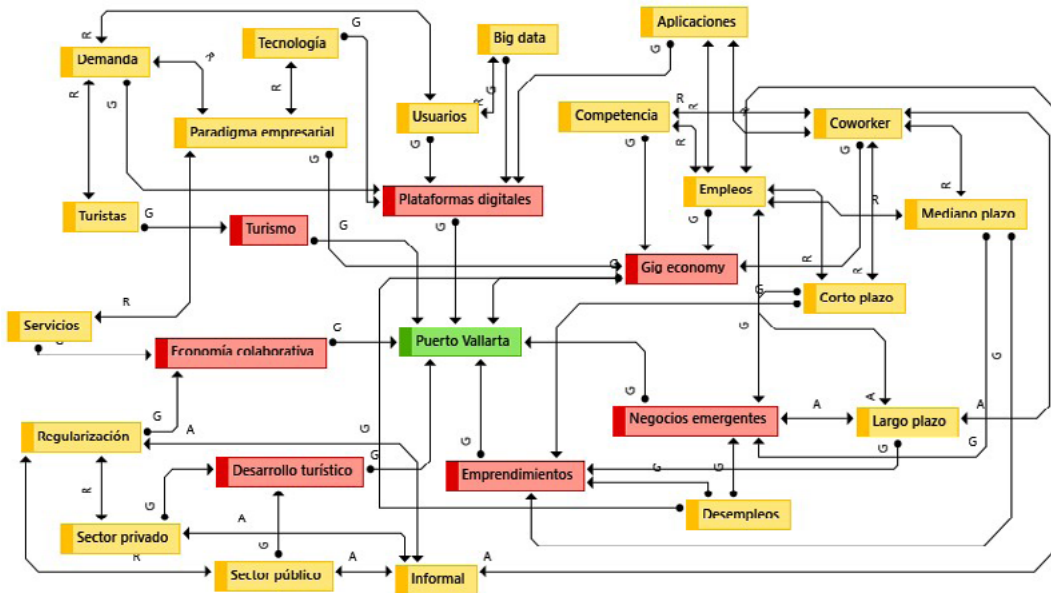 Aplicaciones
G
Tecnología
G
Big data
R
Demanda
R
G
R
R
G
R
G
Usuarios
G
Competencia
R
R
R
Coworker
G
Paradigma empresarial
G
G
R
G
Empleos
G
R
R
Plataformas digitales
G
Mediano plazo
Turistas
G
Turismo
G
Gig economy
G
R
R
Corto plazo
G
R
Servicios
G
Economía colaborativa
G
Puerto Vallarta
G
G
G
Negocios emergentes
A
A
Largo plazo
A
Regularización
G
A
G
G
G
Desarrollo turístico
G
Emprendimientos
G
G
G
R
G
Desempleos
Sector privado
A
R
G
Sector público
A
Informal
A